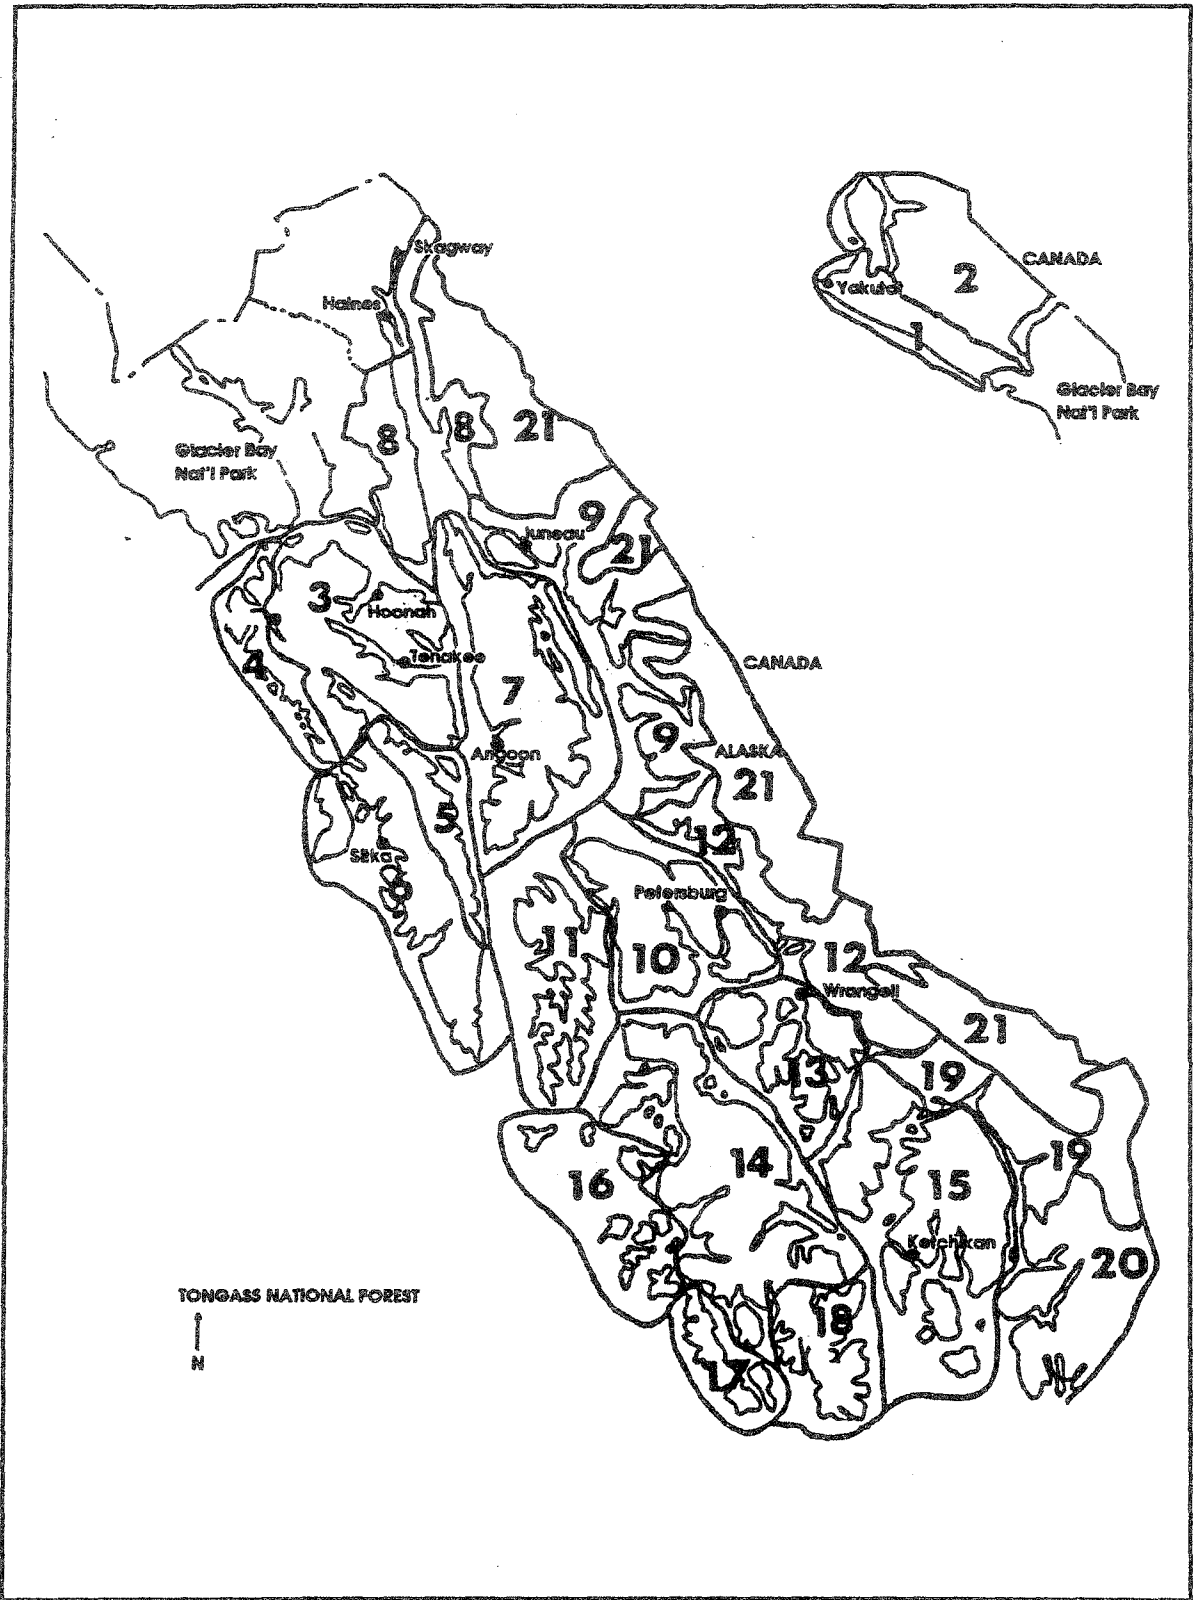 Skagway
CANADA
Haines
2
Yakutat
1
Glacier Bay
Nat'l Park
8
8
21
Glacier Bay
Nat'l Park
9
Juneau
21
3
Hoonah
4
Tenakee
CANADA
7
9
Angoon
ALASKA
21
5
12
Sitka
Petersburg
11
10
12
Wrangell
21
13
19
14
19
16
15
Ketchikan
20
TONGASS NATIONAL FOREST
18
N
17